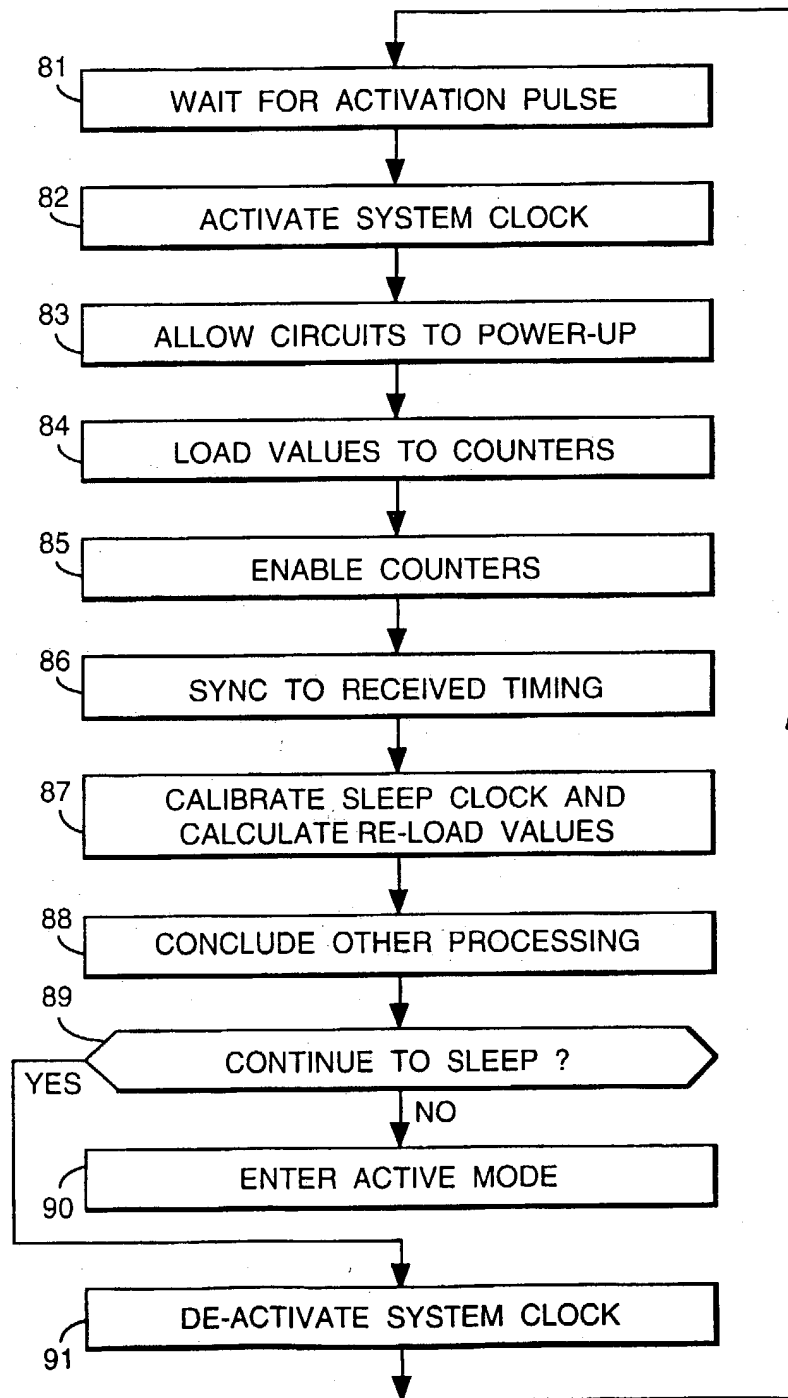 81
WAIT FOR ACTIVATION PULSE
82
ACTIVATE SYSTEM CLOCK
83
ALLOW CIRCUITS TO POWER-UP
84
LOAD VALUES TO COUNTERS
85
ENABLE COUNTERS
86
SYNC TO RECEIVED TIMING
87
CALIBRATE SLEEP CLOCK AND
CALCULATE RE-LOAD VALUES
88
CONCLUDE OTHER PROCESSING
89
CONTINUE TO SLEEP ?
YES
NO
ENTER ACTIVE MODE
90
DE-ACTIVATE SYSTEM CLOCK
91